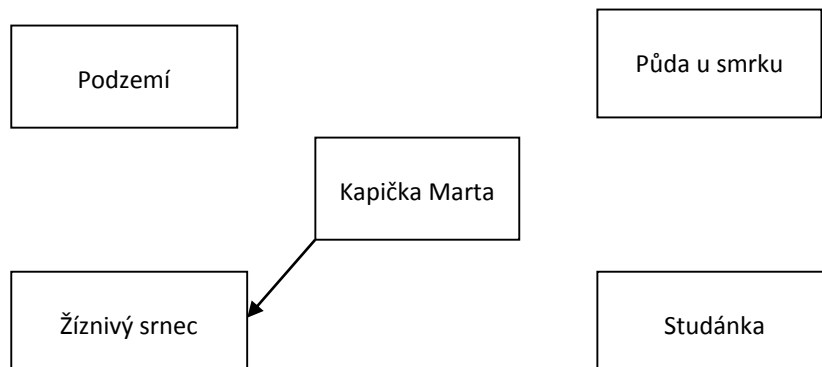 Podzemí
Půda u smrku
Kapička Marta
Žíznivý srnec
Studánka